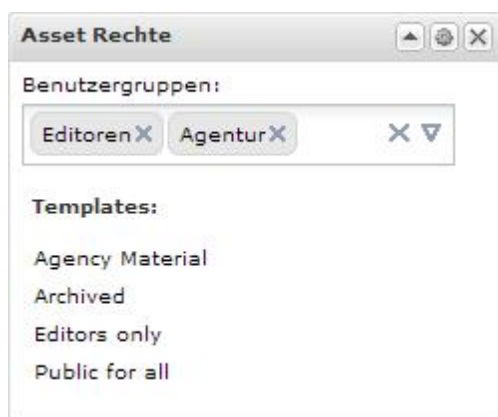 Asset Rechte
Benutzergruppen:
Editoren Agentur
Templates:
Agency Material
Archived
Editors only
Public for all